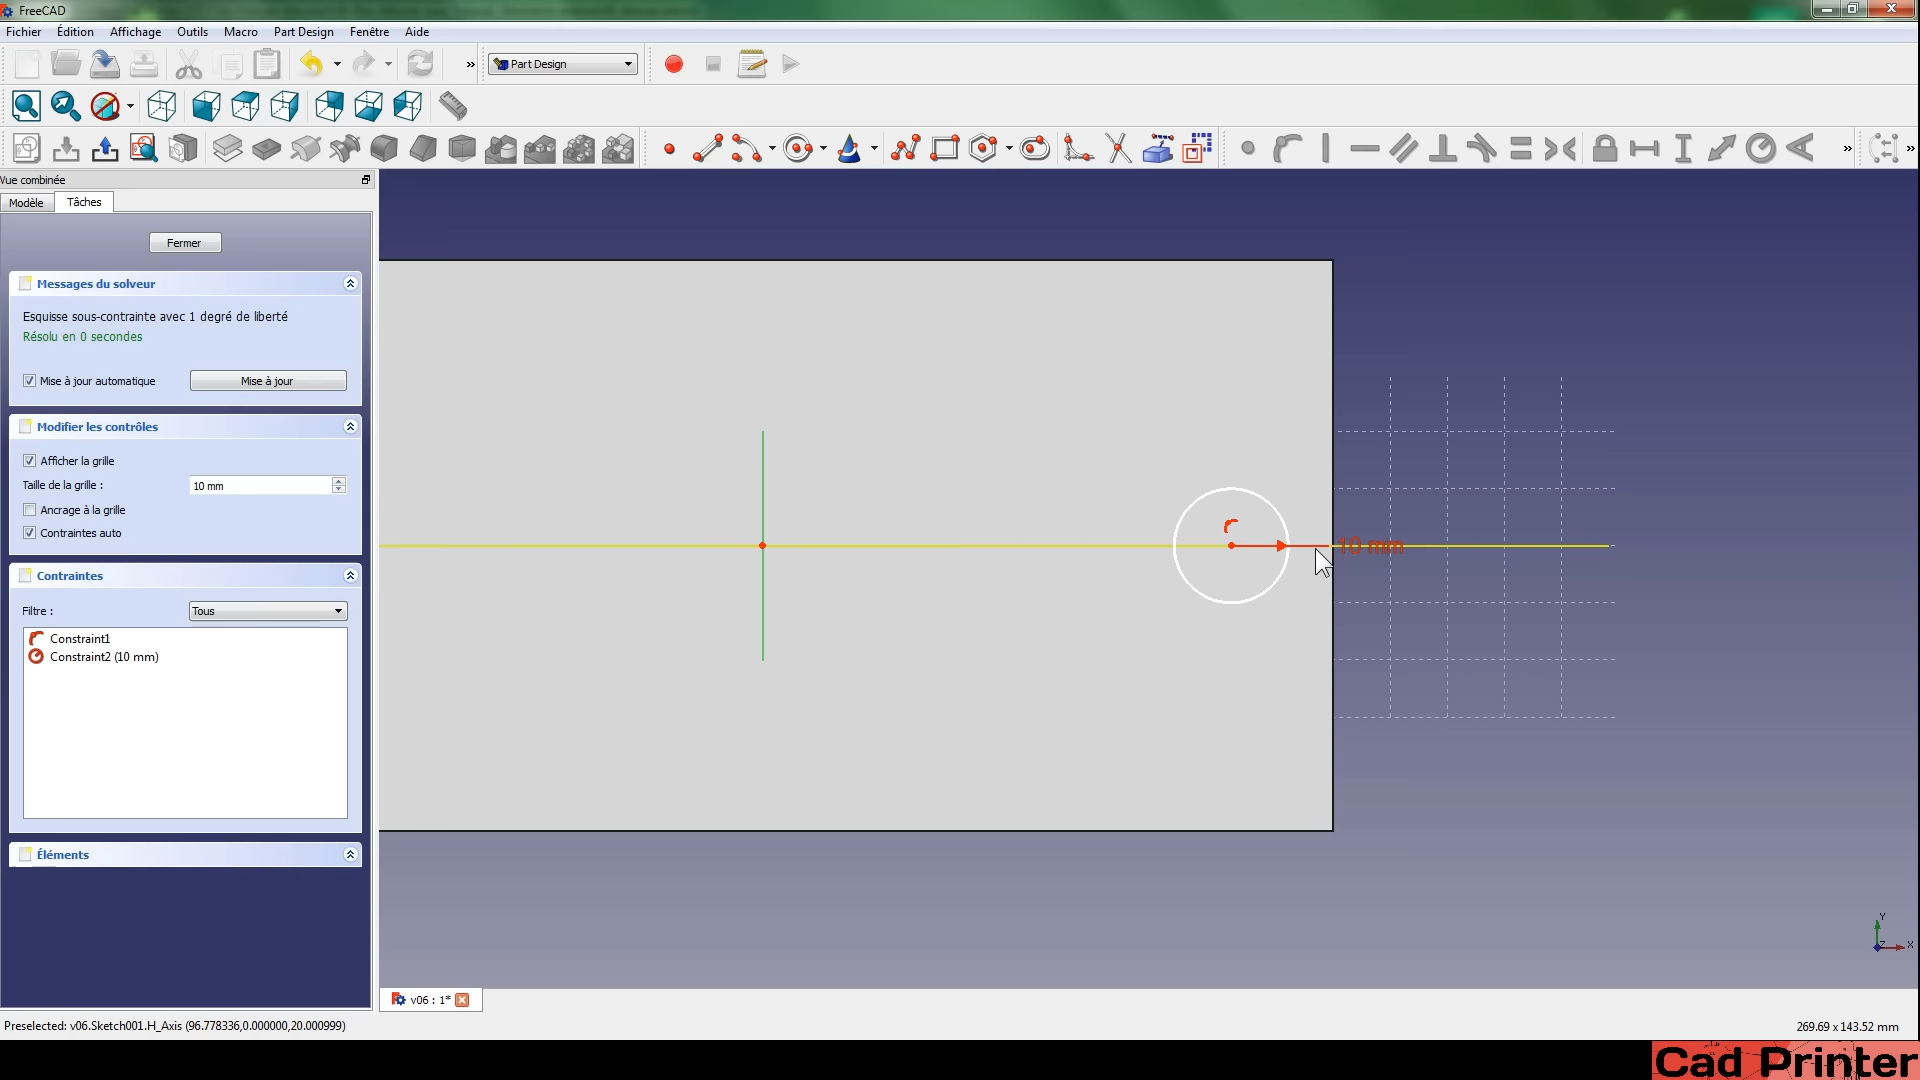 FreeCAD
Fichier Édition Affichage Outils Macro Part Design Fenêtre Aide
» Part Design
» »
Vue combinée
Modèle Tâches
Fermer
Messages du solveur
Esquisse sous-contrainte avec 1 degré de liberté
Résolu en 0 secondes
Mise à jour automatique Mise à jour
Modifier les contrôles
Afficher la grille
Taille de la grille : 10 mm
Ancrage à la grille
Contraintes auto
Contraintes
Filtre : Tous
Constraint1
Constraint2 (10 mm)
Éléments
10 mm
Y
Z X
v06 : 1*
Preselected: v06.Sketch001.H_Axis (96.778336,0.000000,20.000999)
269.69 x 143.52 mm
Cad Printer